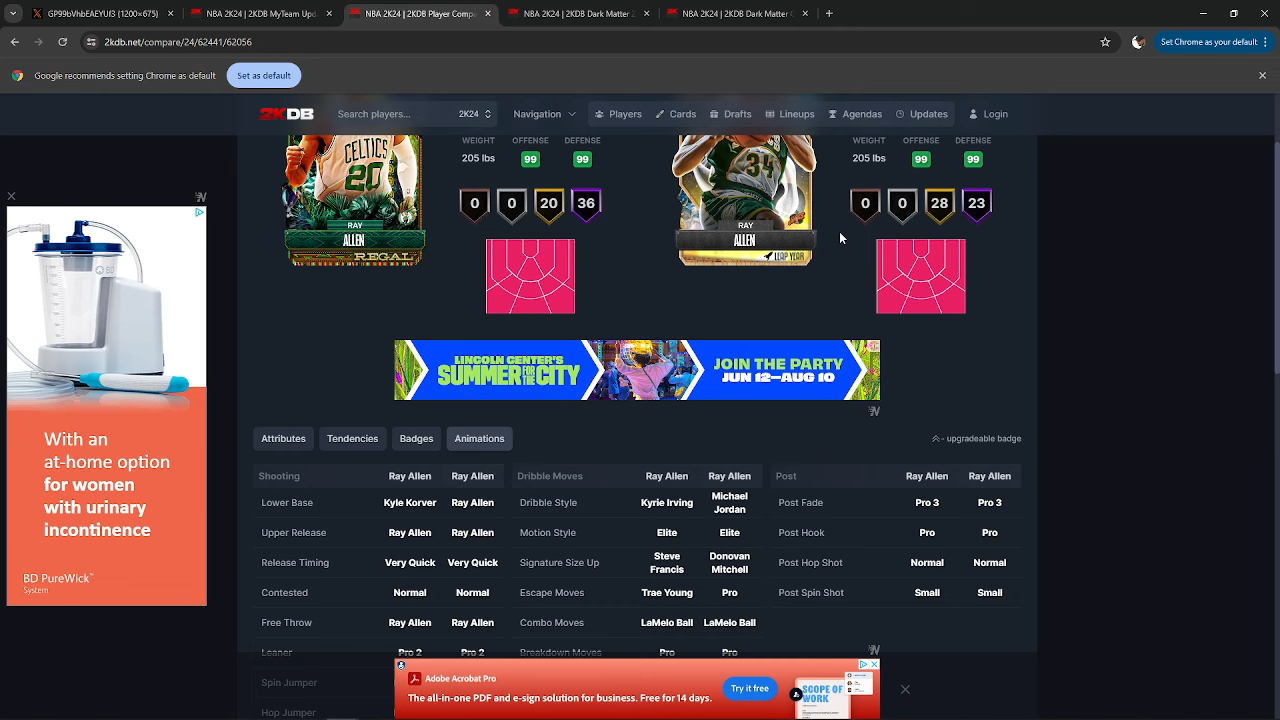 GP99bVhEAEYUfJ3 (1200×675)
NBA 2K24 | 2KDB MyTeam Upd
NBA 2K24 | 2KDB Player Compa
NBA 2K24 | 2KDB Dark Matter 2
NBA 2K24 | 2KDB Dark Matter C
2kdb.net/compare/24/62441/62056
Set Chrome as your default
Google recommends setting Chrome as default
Set as default
2KDB
Search players...
2K24
Navigation
Players
Cards
Drafts
Lineups
Agendas
Updates
Login
WEIGHT OFFENSE DEFENSE
205 lbs 99 99
0 0 20 36
CELTICS
20
RAY
ALLEN
REGAL
WEIGHT OFFENSE DEFENSE
205 lbs 99 99
0 0 28 23
34
RAY
ALLEN
LEAP YEAR
LINCOLN CENTER'S
SUMMER FOR THE CITY
JOIN THE PARTY
JUN 12–AUG 10
BD
With an
at-home option
for women
with urinary
incontinence
BD PureWick™
System
Attributes
Tendencies
Badges
Animations
- upgradeable badge
Shooting Ray Allen Ray Allen
Lower Base Kyle Korver Ray Allen
Upper Release Ray Allen Ray Allen
Release Timing Very Quick Very Quick
Contested Normal Normal
Free Throw Ray Allen Ray Allen
Leaner Pro 2 Pro 2
Spin Jumper
Hop Jumper
Dribble Moves Ray Allen Ray Allen
Dribble Style Kyrie Irving Michael Jordan
Motion Style Elite Elite
Signature Size Up Steve Francis Donovan Mitchell
Escape Moves Trae Young Pro
Combo Moves LaMelo Ball LaMelo Ball
Breakdown Moves Pro Pro
Post Ray Allen Ray Allen
Post Fade Pro 3 Pro 3
Post Hook Pro Pro
Post Hop Shot Normal Normal
Post Spin Shot Small Small
Adobe Acrobat Pro
The all-in-one PDF and e-sign solution for business. Free for 14 days.
Try it free
SCOPE OF
WORK